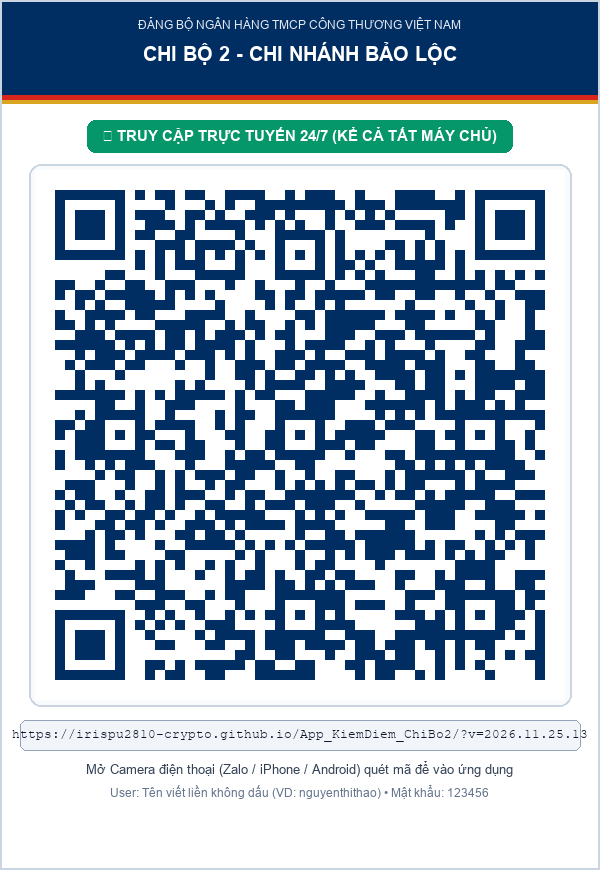 ĐẢNG BỘ NGÂN HÀNG TMCP CÔNG THƯƠNG VIỆT NAM
CHI BỘ 2 - CHI NHÁNH BẢO LỘC
TRUY CẬP TRỰC TUYẾN 24/7 (KỂ CẢ TẮT MÁY CHỦ)
https://irispu2810-crypto.github.io/App_KiemDiem_ChiBo2/?v=2026.11.25.13
Mở Camera điện thoại (Zalo / iPhone / Android) quét mã để vào ứng dụng
User: Tên viết liền không dấu (VD: nguyenthithao) • Mật khẩu: 123456